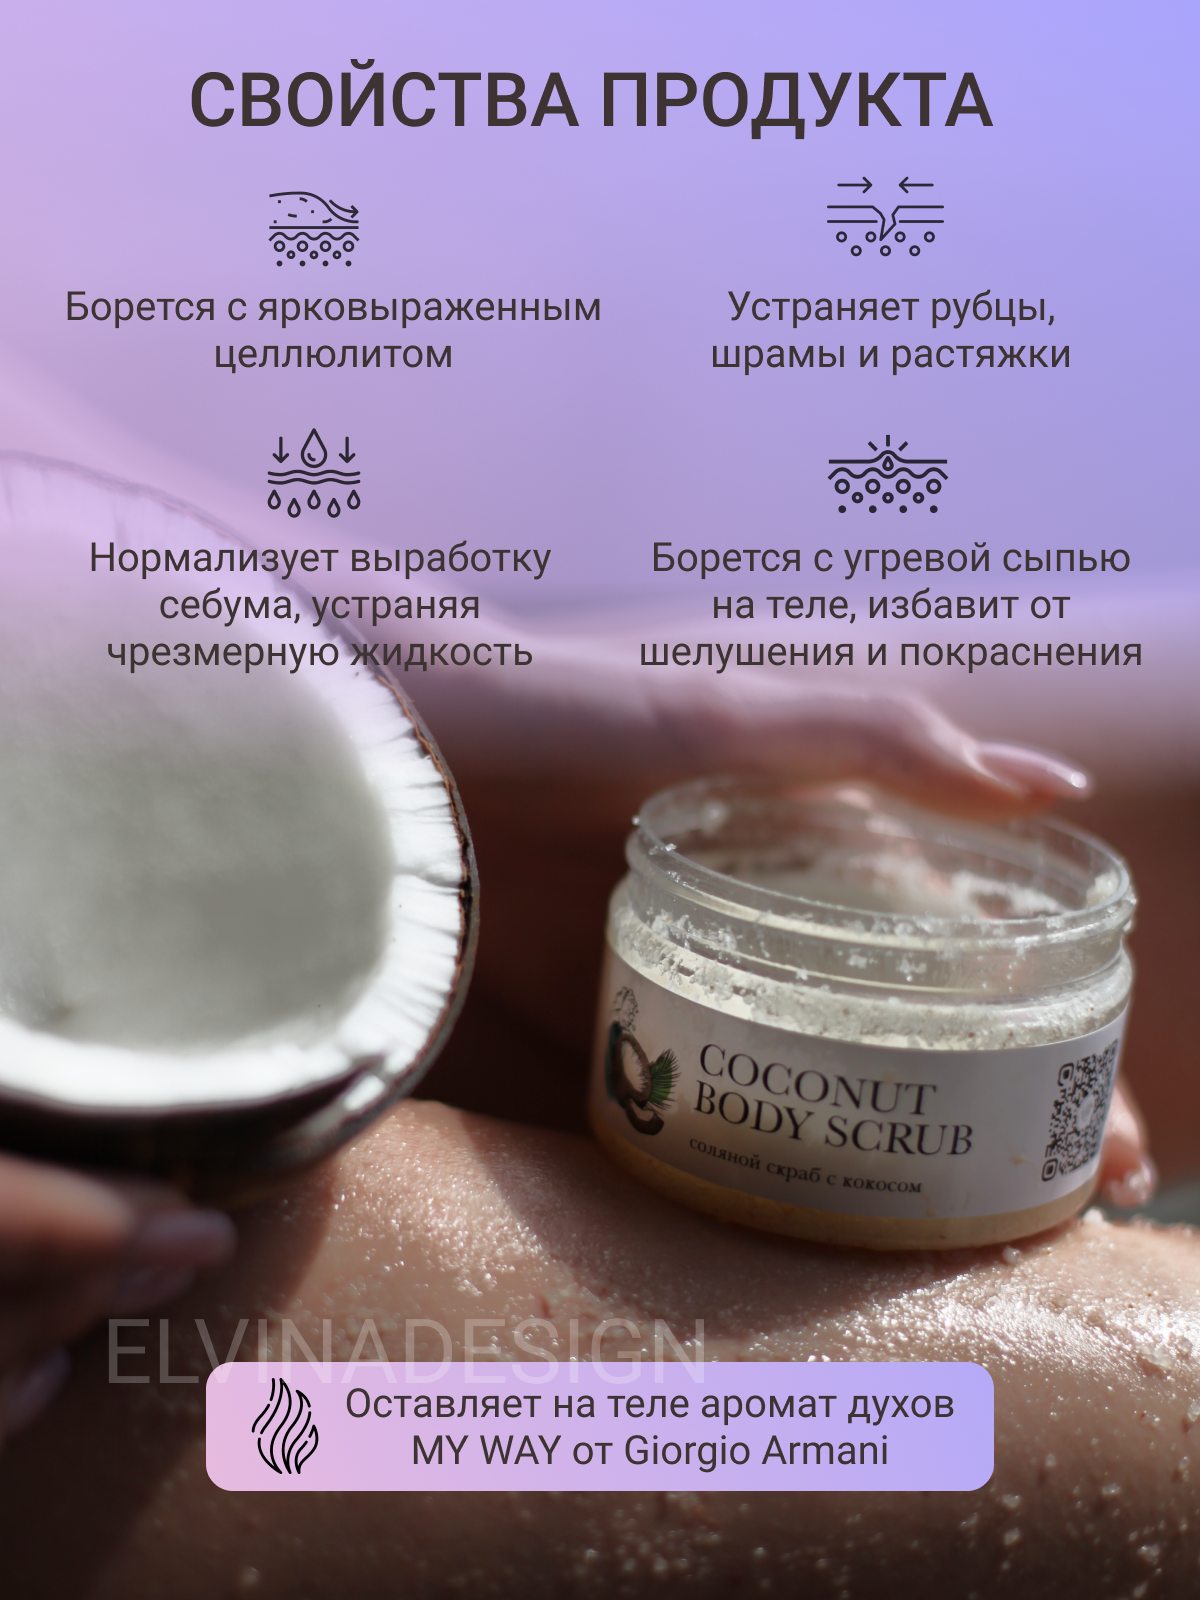 СВОЙСТВА ПРОДУКТА
Борется с ярковыраженным
целлюлитом
Устраняет рубцы,
шрамы и растяжки
Нормализует выработку
себума, устраняя
чрезмерную жидкость
Борется с угревой сыпью
на теле, избавит от
шелушения и покраснения
COCONUT
BODY SCRUB
соляной скраб с кокосом
ELVINADESIGN
Оставляет на теле аромат духов
MY WAY от Giorgio Armani